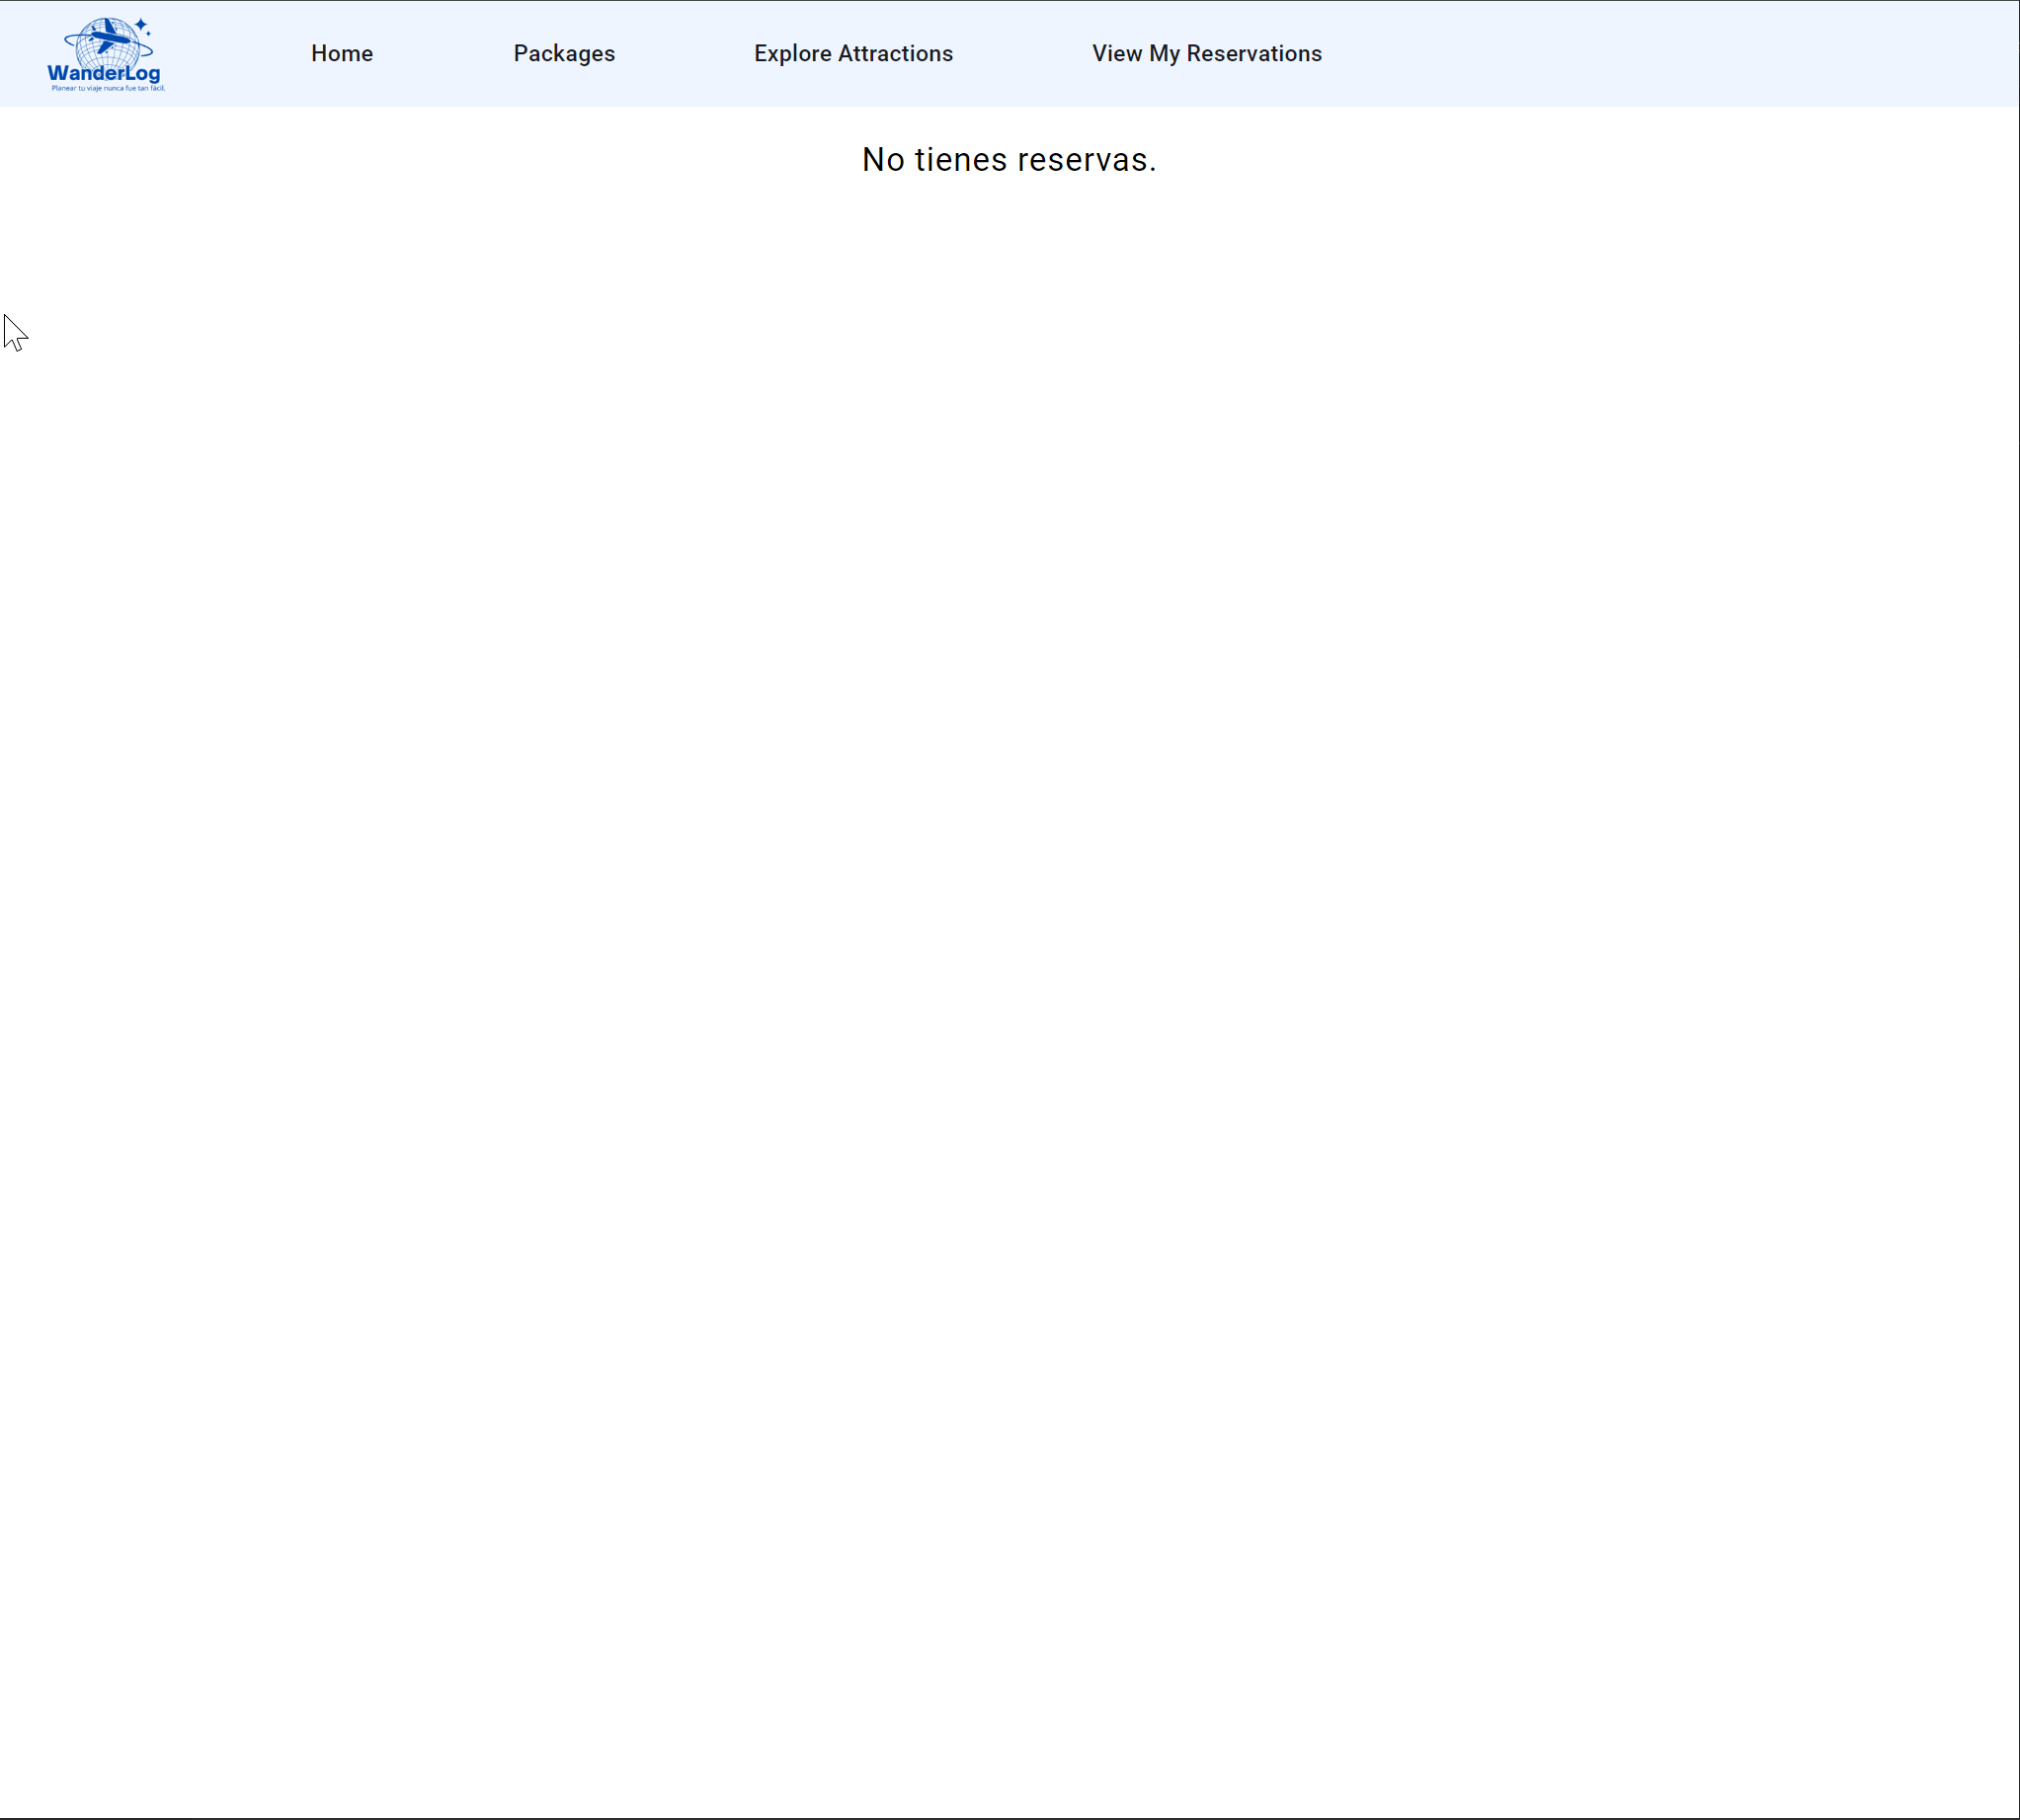 WanderLog
Planear tu viaje nunca fue tan fácil.
Home Packages Explore Attractions View My Reservations
No tienes reservas.